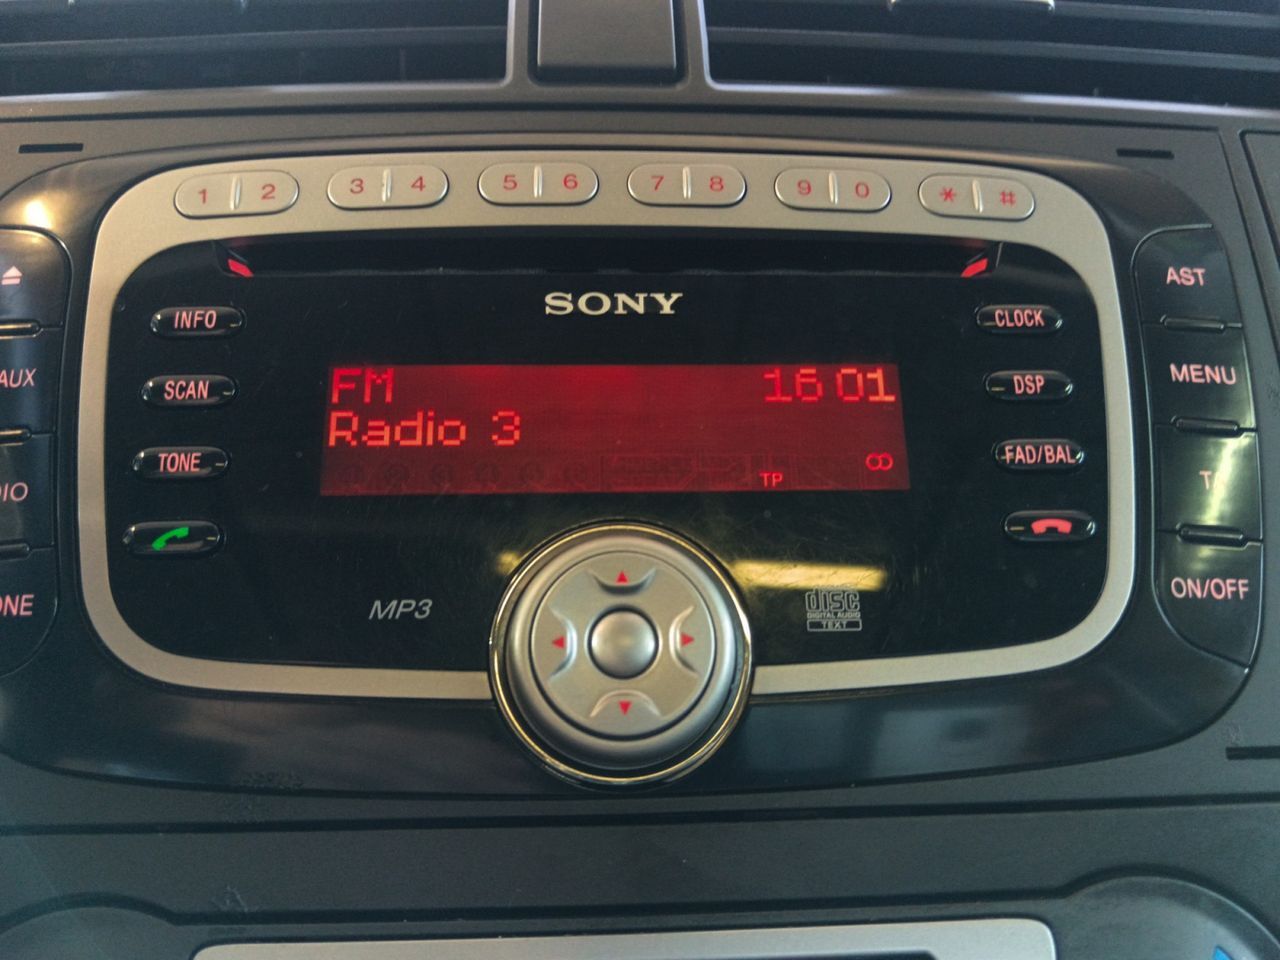 1 2 3 4 5 6 7 8 9 0 * #
SONY
INFO
CLOCK
AST
SCAN
DSP
MENU
AUX
FM 16 01
Radio 3
TP
TONE
FAD/BAL
ON/OFF
MP3
disc
DIGITAL AUDIO
TEXT